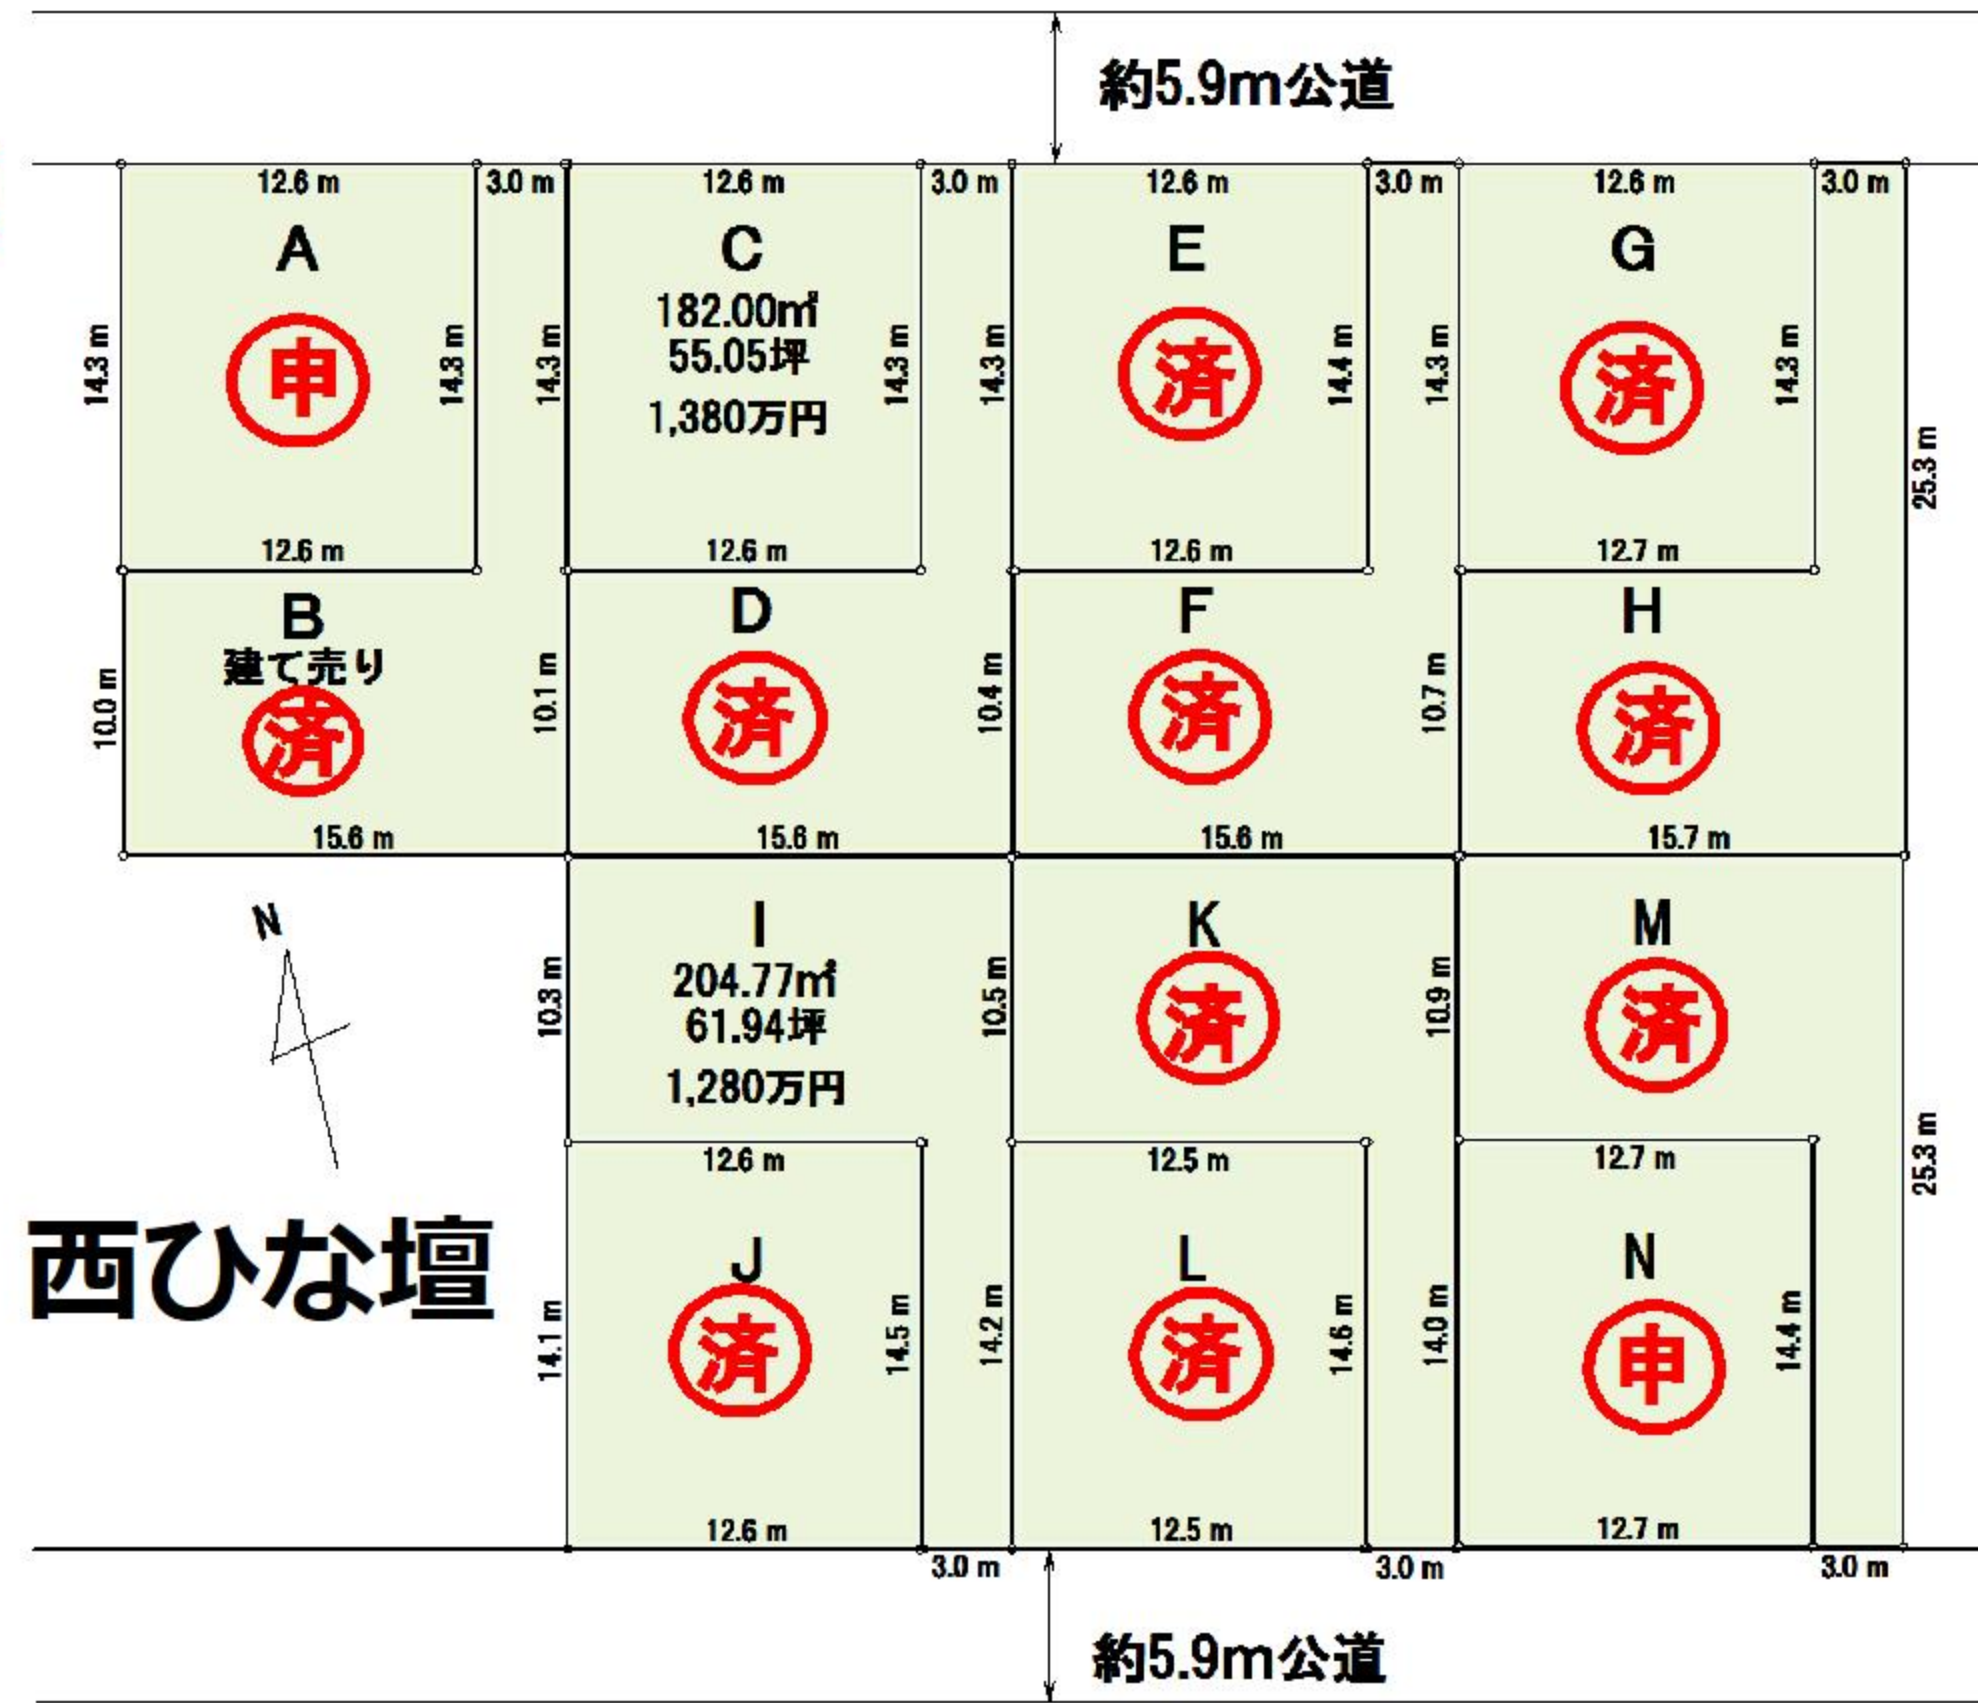 約5.9m公道
12.6 m
3.0 m
12.6 m
3.0 m
12.6 m
3.0 m
12.6 m
3.0 m
A
C
E
G
182.00㎡
55.05坪
1,380万円
申
済
済
14.3 m
14.3 m
14.3 m
14.3 m
14.3 m
14.4 m
14.3 m
14.3 m
25.3 m
12.6 m
12.6 m
12.6 m
12.7 m
B
建て売り
済
D
済
F
済
H
済
10.0 m
10.1 m
10.4 m
10.7 m
15.6 m
15.6 m
15.6 m
15.7 m
N
I
204.77㎡
61.94坪
1,280万円
K
済
M
済
10.3 m
10.5 m
10.9 m
25.3 m
12.6 m
12.5 m
12.7 m
西ひな壇
J
済
L
済
N
申
14.1 m
14.5 m
14.2 m
14.6 m
14.0 m
14.4 m
12.6 m
12.5 m
12.7 m
3.0 m
3.0 m
3.0 m
約5.9m公道